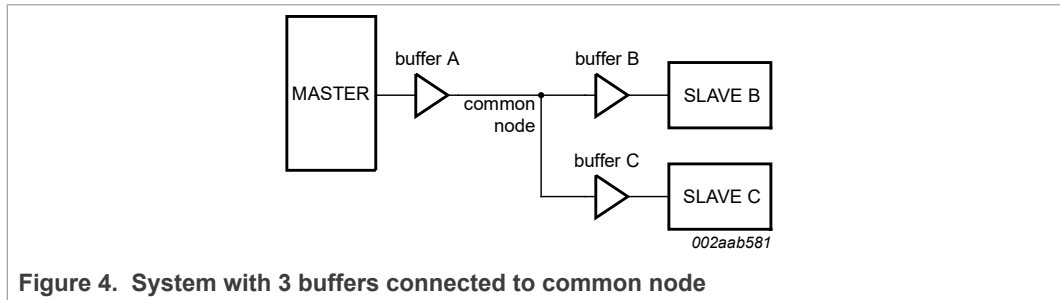 buffer A
buffer B
MASTER
SLAVE B
common
node
buffer C
SLAVE C
002aab581
Figure 4. System with 3 buffers connected to common node